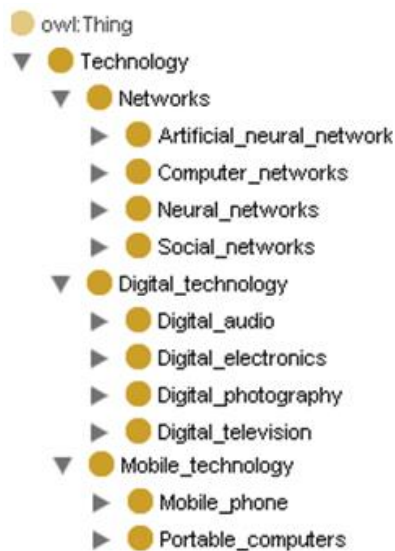 owl:Thing
Technology
Networks
Artificial_neural_network
Computer_networks
Neural_networks
Social_networks
Digital_technology
Digital_audio
Digital_electronics
Digital_photography
Digital_television
Mobile_technology
Mobile_phone
Portable_computers